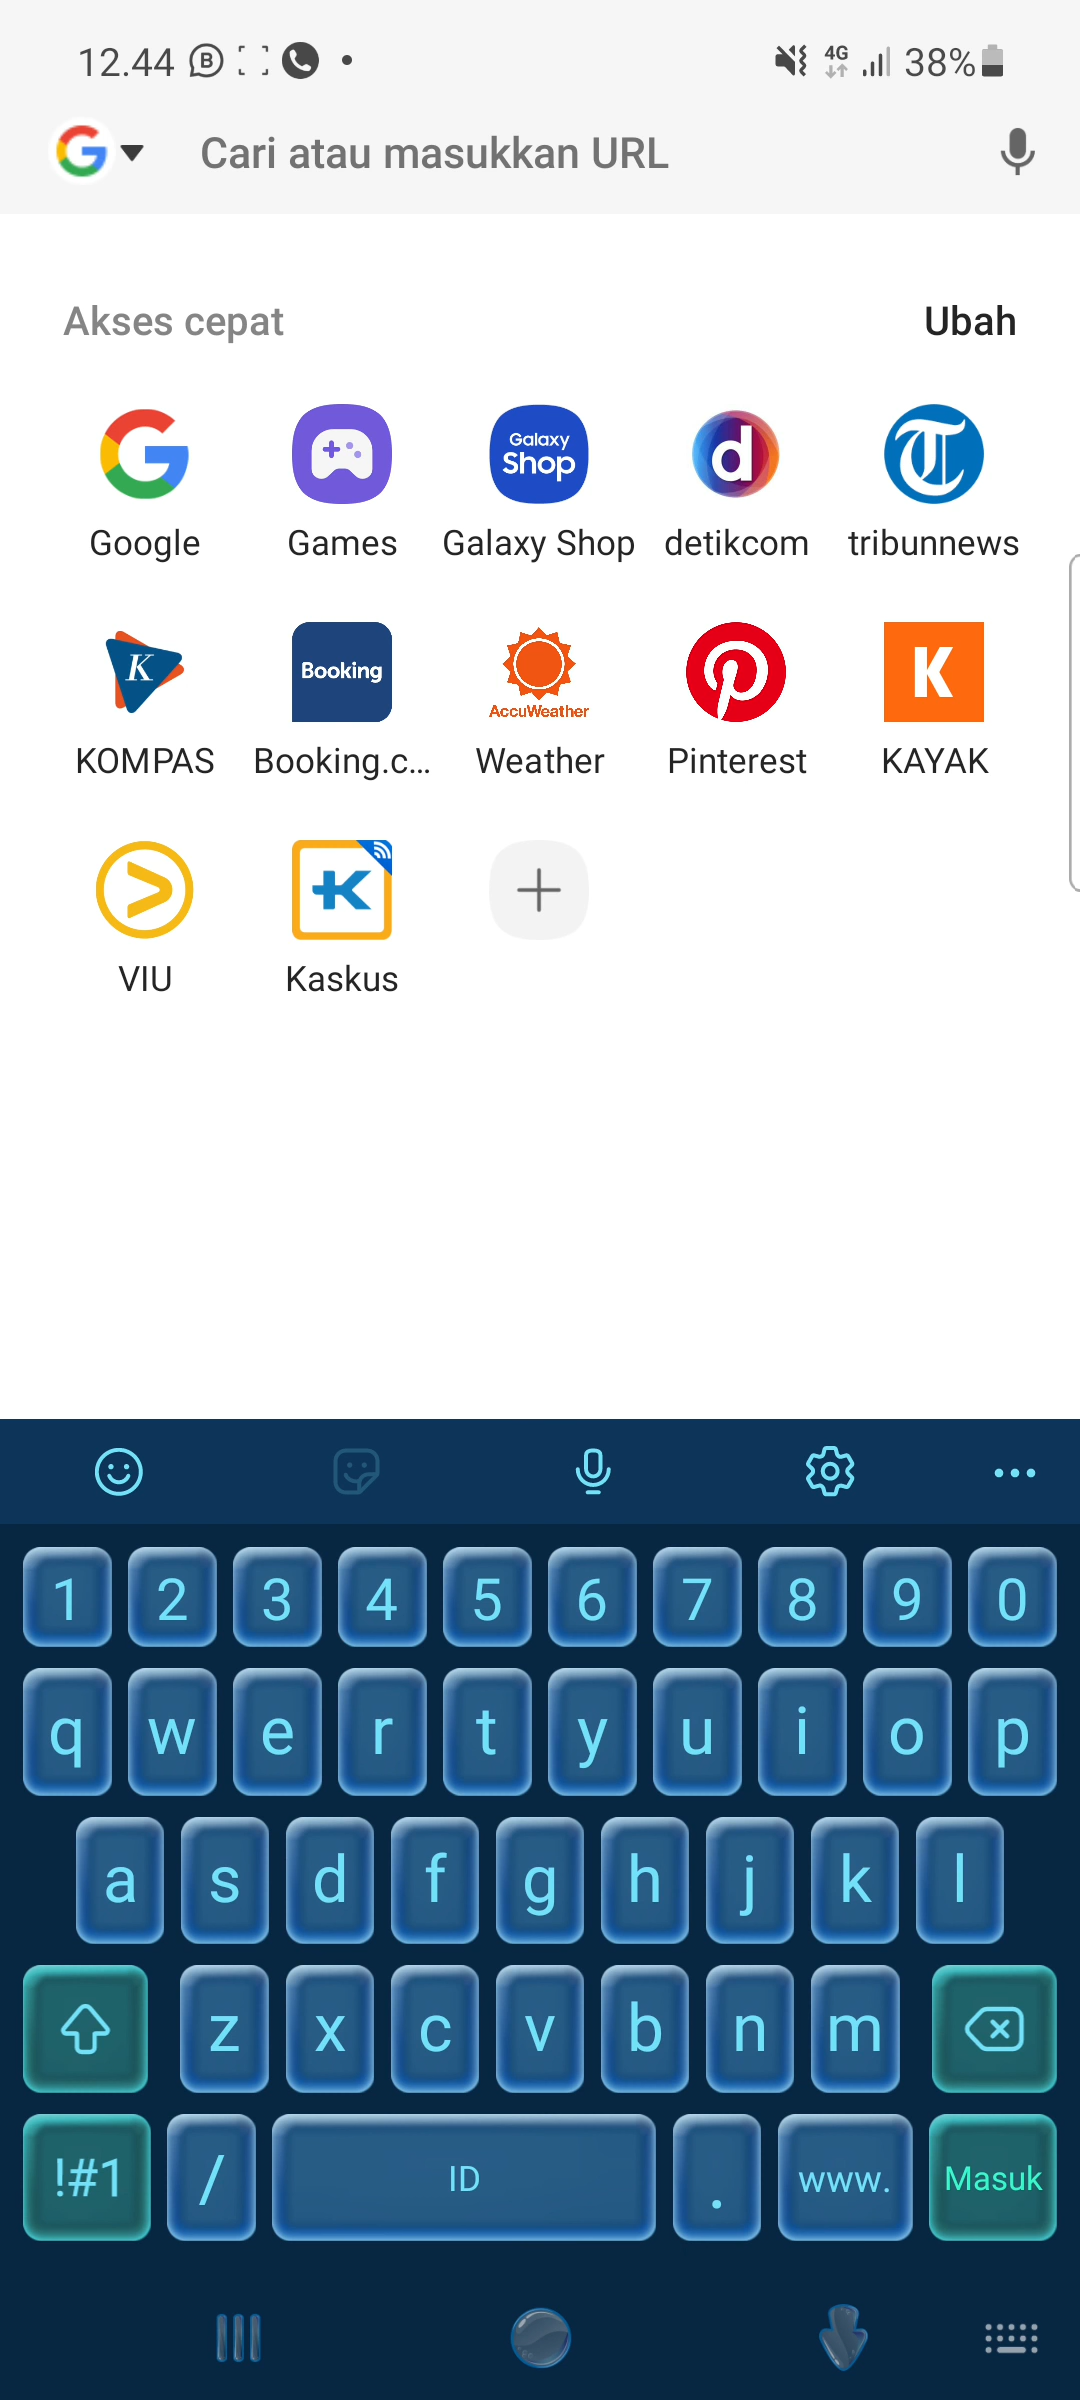 12.44
4G
38%
Cari atau masukkan URL
Akses cepat
Ubah
Galaxy
Shop
d
T
Google
Games
Galaxy Shop
detikcom
tribunnews
K
Booking
AccuWeather
K
KOMPAS
Booking.c...
Weather
Pinterest
KAYAK
K
VIU
Kaskus
1 2 3 4 5 6 7 8 9 0
q w e r t y u i o p
a s d f g h j k l
z x c v b n m
!#1 / ID . www. Masuk